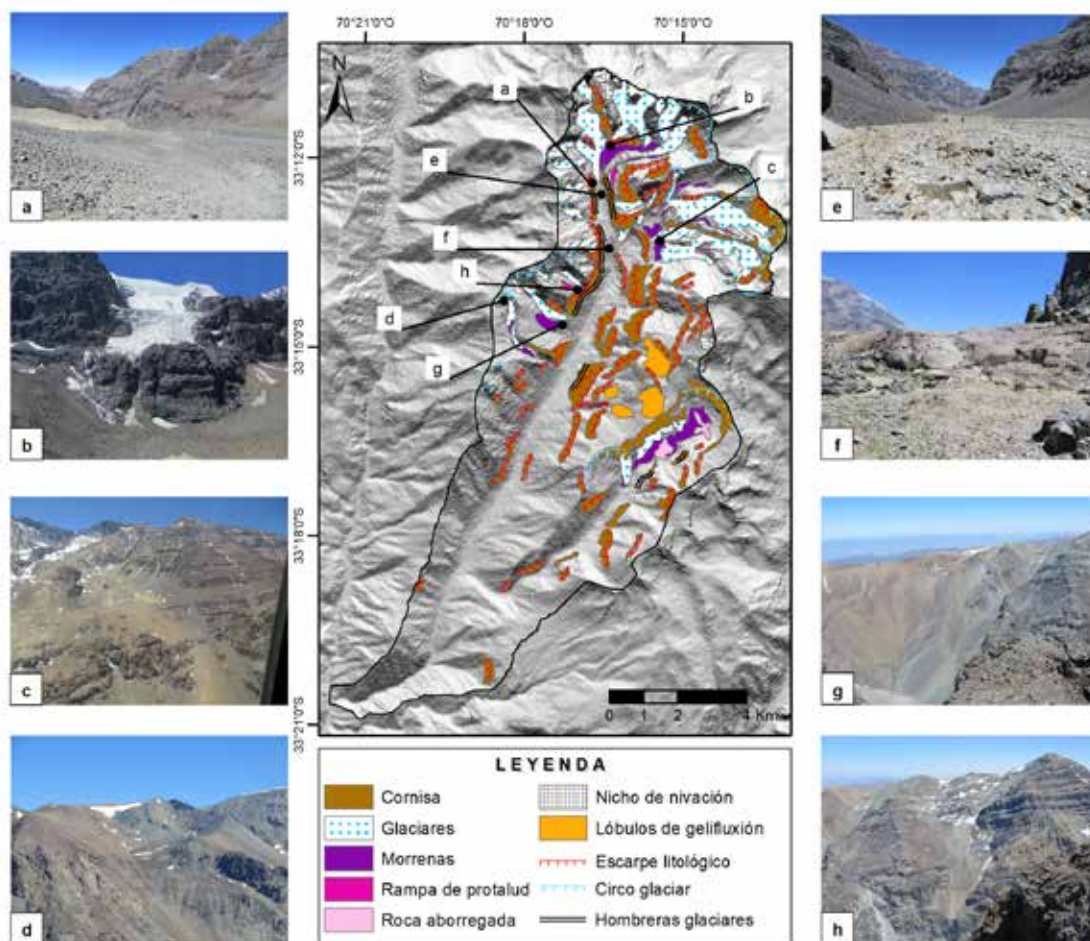 70°21'0"O 70°18'0"O 70°15'0"O
N
33°12'0"S
33°15'0"S
33°18'0"S
33°21'0"S
a
b
e
c
f
h
d
g
0 1 2 4 Km
a
b
c
d
e
f
g
h
LEYENDA
Cornisa
Glaciares
Morrenas
Rampa de protalud
Roca aborregada
Nicho de nivación
Lóbulos de gelifluxión
Escarpe litológico
Circo glaciar
Hombreras glaciares